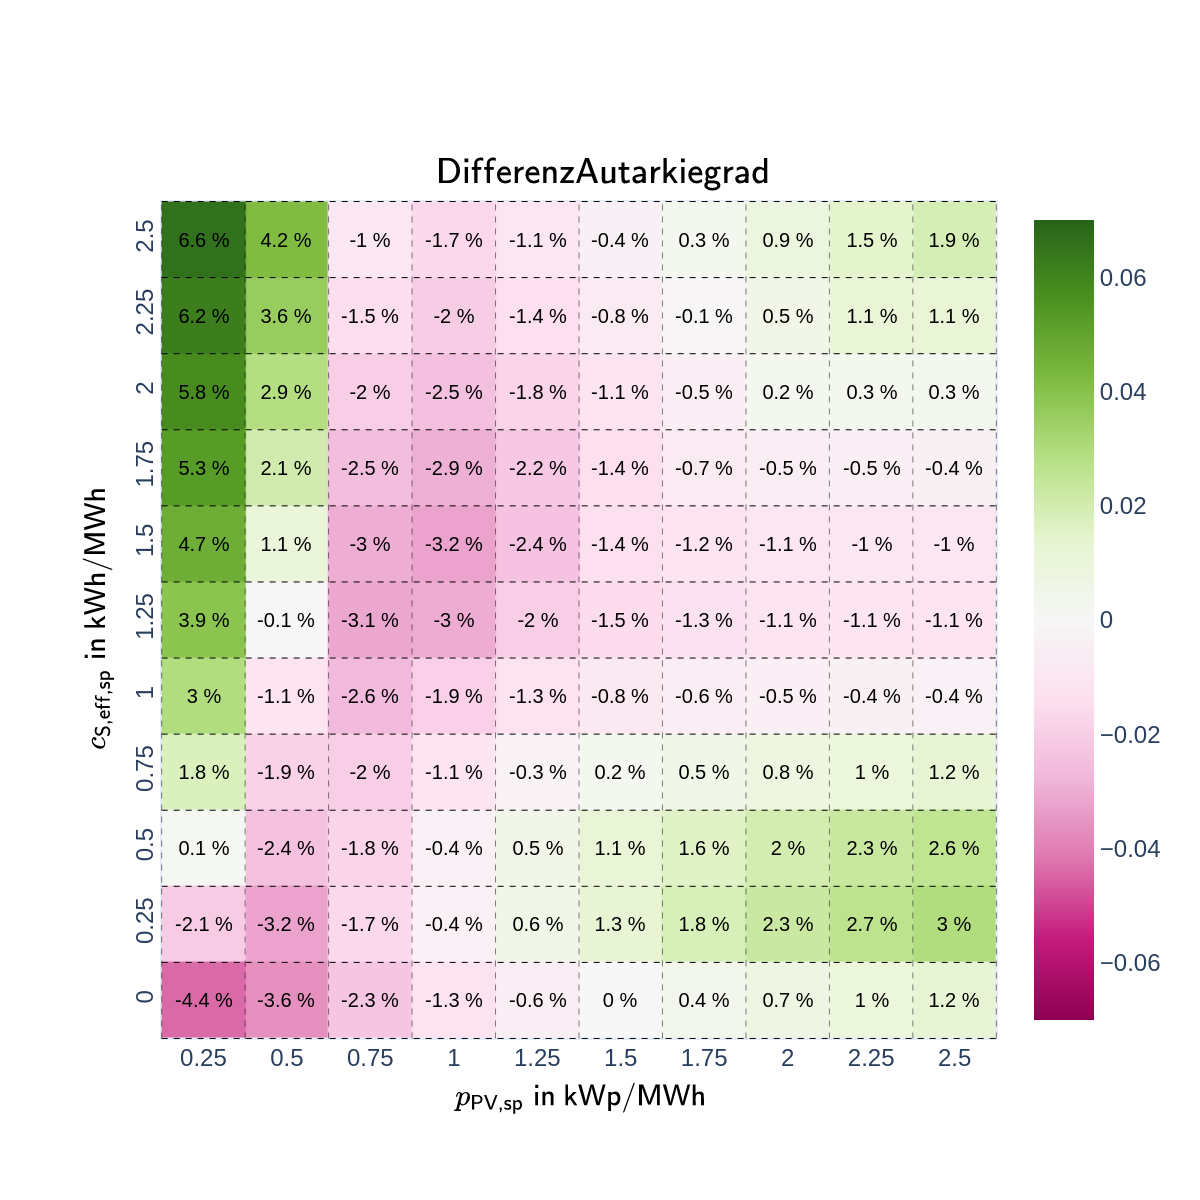 DifferenzAutarkiegrad
2.5 6.6 % 4.2 % -1 % -1.7 % -1.1 % -0.4 % 0.3 % 0.9 % 1.5 % 1.9 %
2.25 6.2 % 3.6 % -1.5 % -2 % -1.4 % -0.8 % -0.1 % 0.5 % 1.1 % 1.1 %
2 5.8 % 2.9 % -2 % -2.5 % -1.8 % -1.1 % -0.5 % 0.2 % 0.3 % 0.3 %
1.75 5.3 % 2.1 % -2.5 % -2.9 % -2.2 % -1.4 % -0.7 % -0.5 % -0.5 % -0.4 %
1.5 4.7 % 1.1 % -3 % -3.2 % -2.4 % -1.4 % -1.2 % -1.1 % -1 % -1 %
1.25 3.9 % -0.1 % -3.1 % -3 % -2 % -1.5 % -1.3 % -1.1 % -1.1 % -1.1 %
1 3 % -1.1 % -2.6 % -1.9 % -1.3 % -0.8 % -0.6 % -0.5 % -0.4 % -0.4 %
0.75 1.8 % -1.9 % -2 % -1.1 % -0.3 % 0.2 % 0.5 % 0.8 % 1 % 1.2 %
0.5 0.1 % -2.4 % -1.8 % -0.4 % 0.5 % 1.1 % 1.6 % 2 % 2.3 % 2.6 %
0.25 -2.1 % -3.2 % -1.7 % -0.4 % 0.6 % 1.3 % 1.8 % 2.3 % 2.7 % 3 %
0 -4.4 % -3.6 % -2.3 % -1.3 % -0.6 % 0 % 0.4 % 0.7 % 1 % 1.2 %
0.25 0.5 0.75 1 1.25 1.5 1.75 2 2.25 2.5
p PV,sp in kWp/MWh
c S,eff,sp in kWh/MWh
0.06
0.04
0.02
0
−0.02
−0.04
−0.06